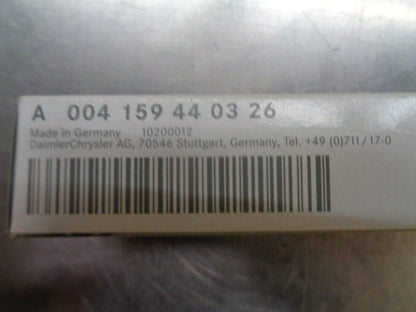 A 004 159 44 03 26
Made in Germany 10200012
DaimlerChrysler AG, 70546 Stuttgart, Germany, Tel. +49 (0)711/17-0